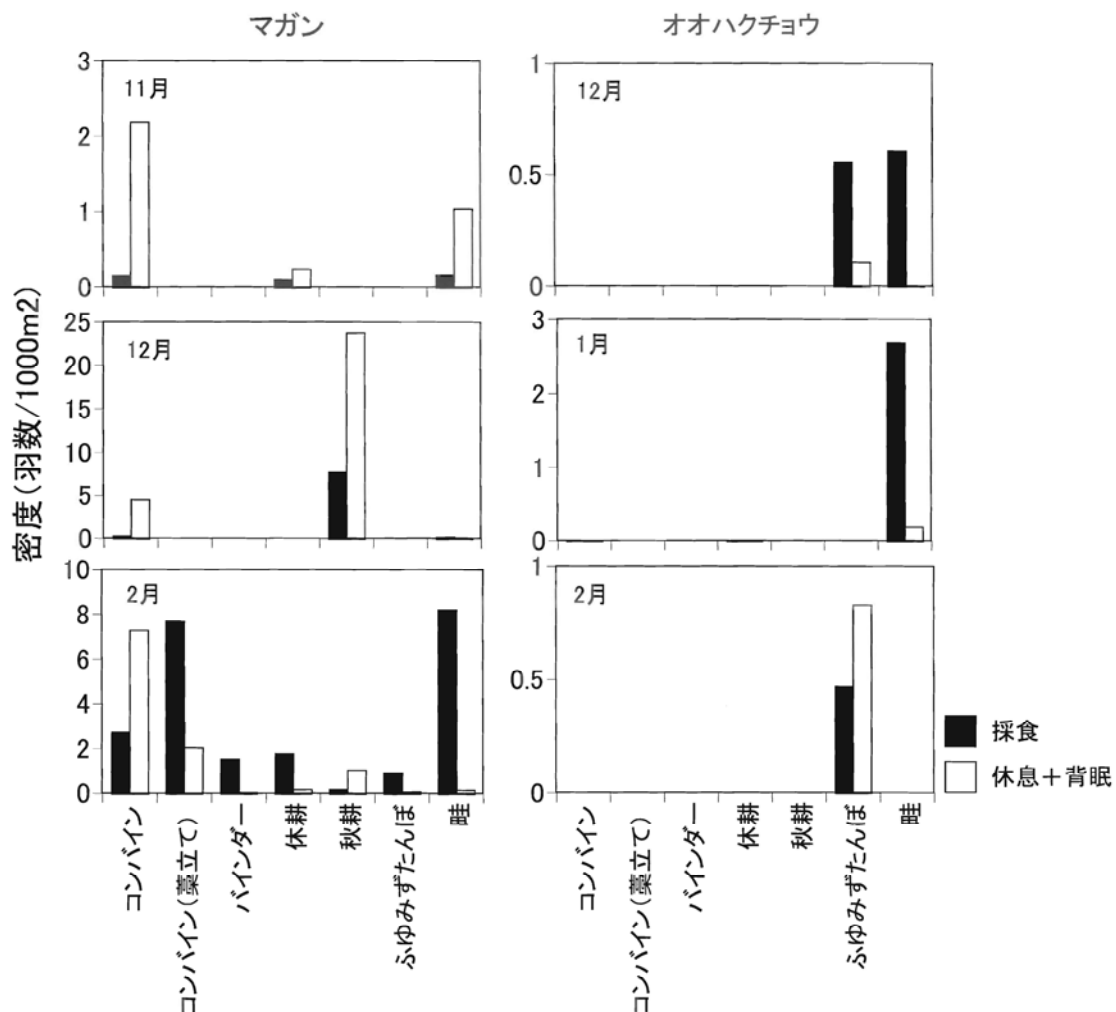 マガン
オオハクチョウ
密度(羽数/1000m2)
11月
3
2
1
0
12月
1
0.5
0
12月
25
20
15
10
5
0
1月
3
2
1
0
2月
10
8
6
4
2
0
2月
1
0.5
0
採食
休息+背眠
コンバイン
コンバイン(藁立て)
バインダー
休耕
秋耕
ふゆみずたんぼ
畦
コンバイン
コンバイン(藁立て)
バインダー
休耕
秋耕
ふゆみずたんぼ
畦